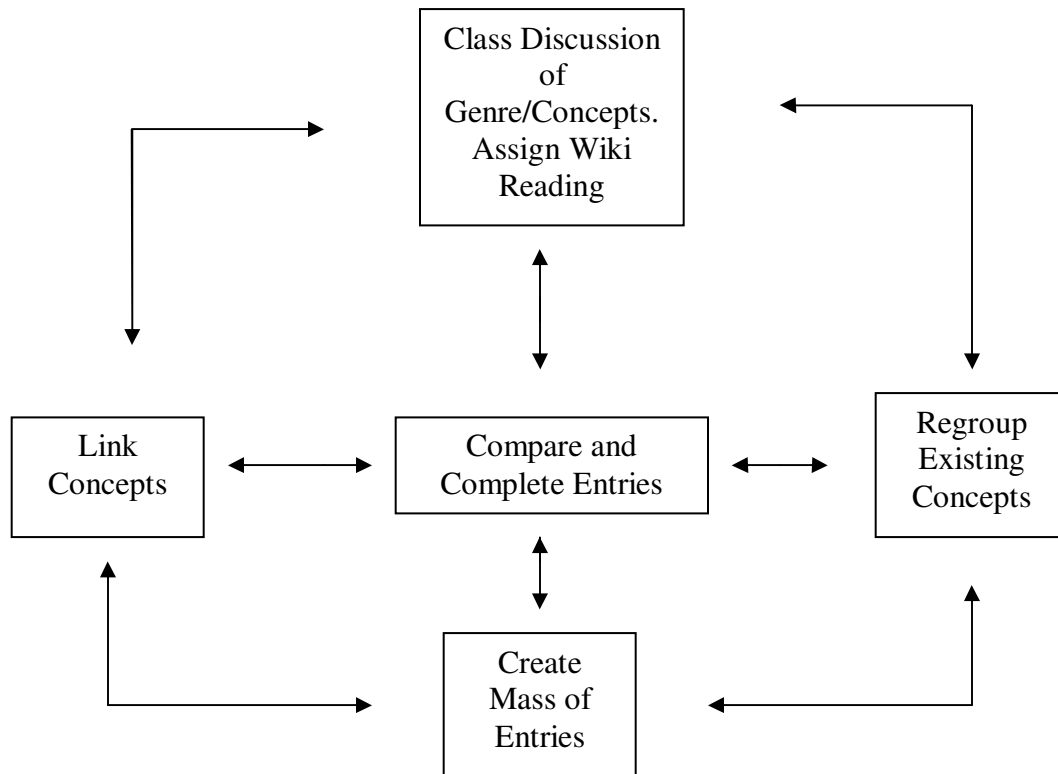 Class Discussion
of
Genre/Concepts.
Assign Wiki
Reading
Link
Concepts
Compare and
Complete Entries
Regroup
Existing
Concepts
Create
Mass of
Entries